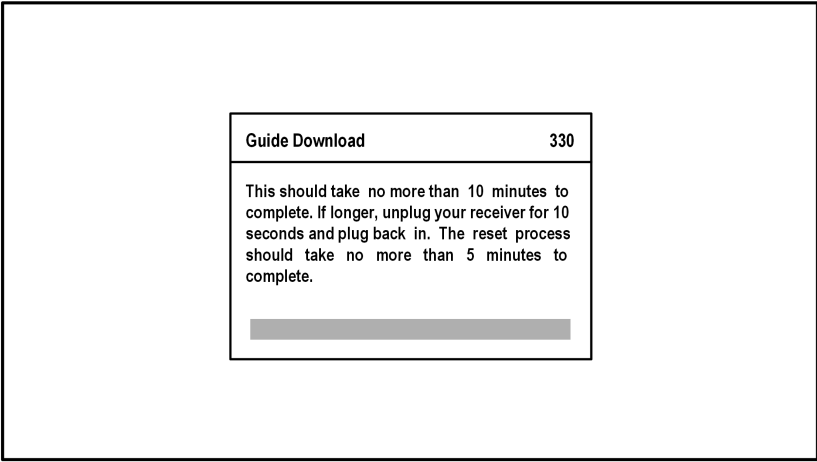 Guide Download 330
This should take no more than 10 minutes to
complete. If longer, unplug your receiver for 10
seconds and plug back in. The reset process
should take no more than 5 minutes to
complete.